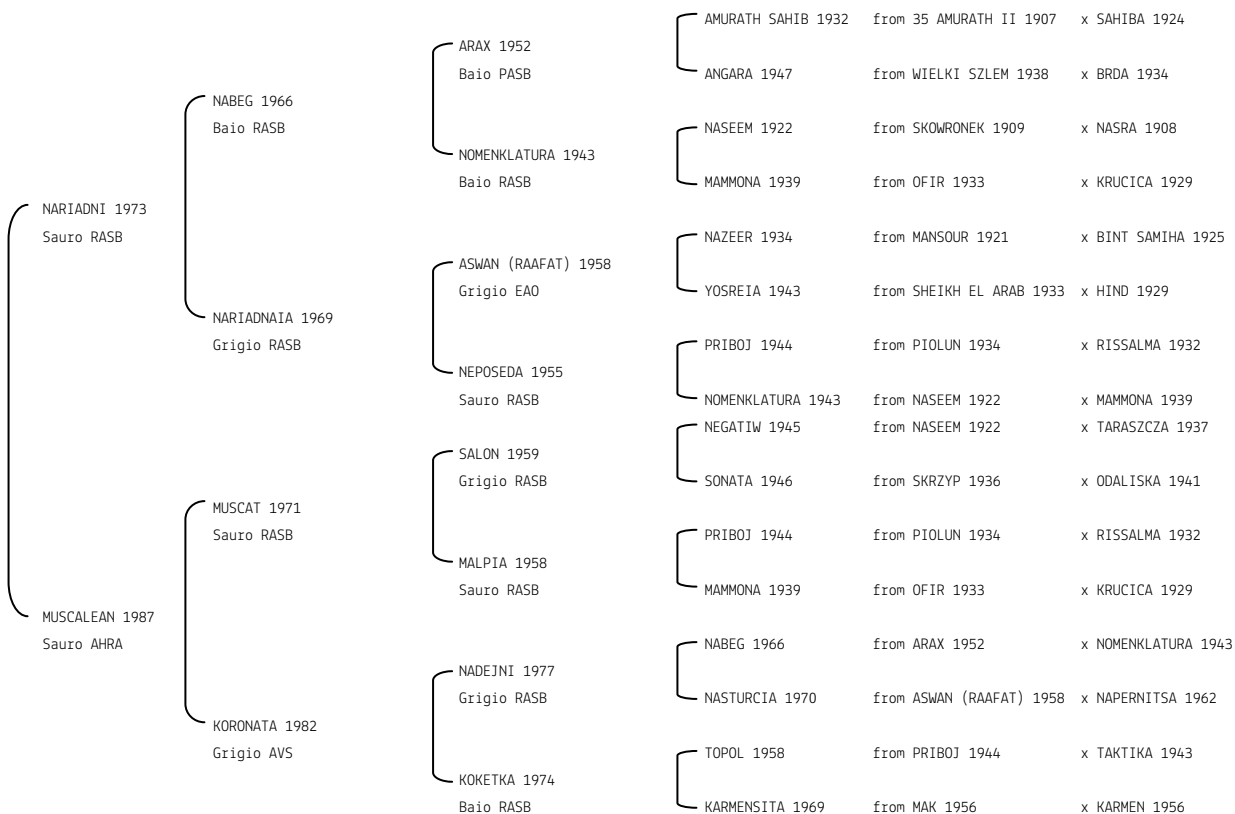 AMURATH SAHIB 1932 from 35 AMURATH II 1907 x SAHIBA 1924
ARAX 1952
Baio PASB
ANGARA 1947 from WIELKI SZLEM 1938 x BRDA 1934
NABEG 1966
Baio RASB
NASEEM 1922 from SKOWRONEK 1909 x NASRA 1908
NOMENKLATURA 1943
Baio RASB
MAMMONA 1939 from OFIR 1933 x KRUCICA 1929
NARIADNI 1973
Sauro RASB
NAZEER 1934 from MANSOUR 1921 x BINT SAMIHA 1925
ASWAN (RAAFAT) 1958
Grigio EAO
YOSREIA 1943 from SHEIKH EL ARAB 1933 x HIND 1929
NARIADNAIA 1969
Grigio RASB
PRIBOJ 1944 from PIOLUN 1934 x RISSALMA 1932
NEPOSEDA 1955
Sauro RASB
NOMENKLATURA 1943 from NASEEM 1922 x MAMMONA 1939
NEGATIW 1945 from NASEEM 1922 x TARASZCZA 1937
SALON 1959
Grigio RASB
SONATA 1946 from SKRZYP 1936 x ODALISKA 1941
MUSCAT 1971
Sauro RASB
PRIBOJ 1944 from PIOLUN 1934 x RISSALMA 1932
MALPIA 1958
Sauro RASB
MAMMONA 1939 from OFIR 1933 x KRUCICA 1929
MUSCALEAN 1987
Sauro AHRA
NABEG 1966 from ARAX 1952 x NOMENKLATURA 1943
NADEJNI 1977
Grigio RASB
NASTURCIA 1970 from ASWAN (RAAFAT) 1958 x NAPERNITSA 1962
KORONATA 1982
Grigio AVS
TOPOL 1958 from PRIBOJ 1944 x TAKTIKA 1943
KOKETKA 1974
Baio RASB
KARMENSITA 1969 from MAK 1956 x KARMEN 1956